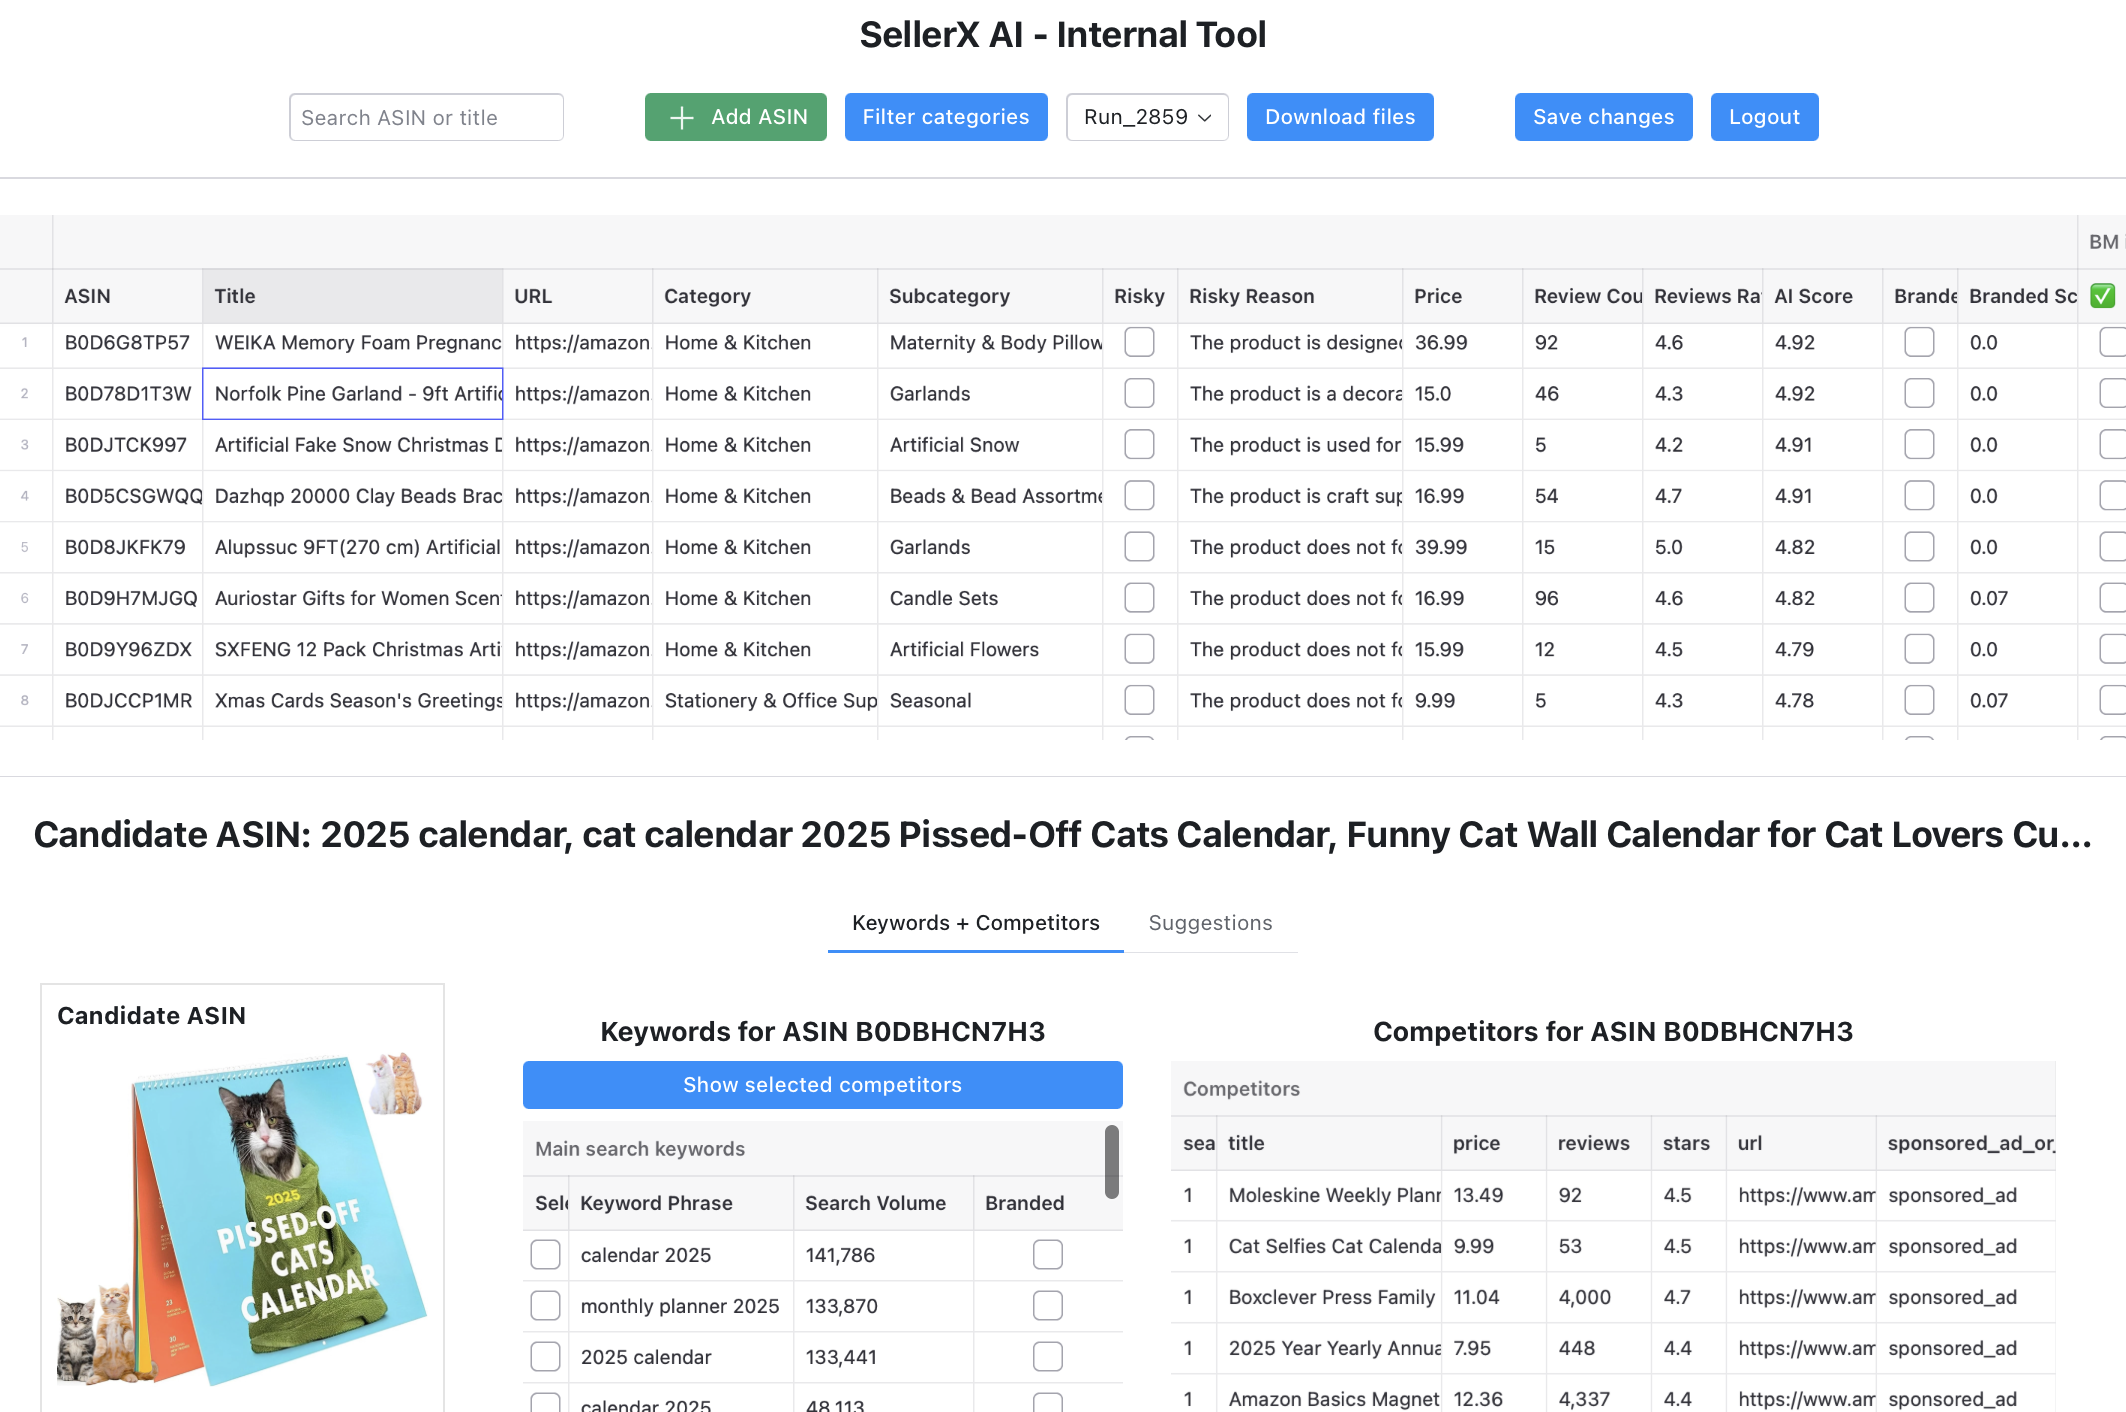 SellerX AI - Internal Tool
Search ASIN or title
Add ASIN
Filter categories
Run_2859
Download files
Save changes
Logout
BM
ASIN Title URL Category Subcategory Risky Risky Reason Price Review Cou Reviews Ra AI Score Brande Branded Sc
1 B0D6G8TP57 WEIKA Memory Foam Pregnanc https://amazon. Home & Kitchen Maternity & Body Pillow The product is designed 36.99 92 4.6 4.92 0.0
2 B0D78D1T3W Norfolk Pine Garland - 9ft Artific https://amazon. Home & Kitchen Garlands The product is a decora 15.0 46 4.3 4.92 0.0
3 B0DJTCK997 Artificial Fake Snow Christmas D https://amazon. Home & Kitchen Artificial Snow The product is used for 15.99 5 4.2 4.91 0.0
4 B0D5CSGWQQ Dazhqp 20000 Clay Beads Brac https://amazon. Home & Kitchen Beads & Bead Assortme The product is craft sup 16.99 54 4.7 4.91 0.0
5 B0D8JKFK79 Alupssuc 9FT(270 cm) Artificial https://amazon. Home & Kitchen Garlands The product does not fo 39.99 15 5.0 4.82 0.0
6 B0D9H7MJGQ Auriostar Gifts for Women Scen https://amazon. Home & Kitchen Candle Sets The product does not fo 16.99 96 4.6 4.82 0.07
7 B0D9Y96ZDX SXFENG 12 Pack Christmas Arti https://amazon. Home & Kitchen Artificial Flowers The product does not fo 15.99 12 4.5 4.79 0.0
8 B0DJCCP1MR Xmas Cards Season's Greetings https://amazon. Stationery & Office Sup Seasonal The product does not fo 9.99 5 4.3 4.78 0.07
Candidate ASIN: 2025 calendar, cat calendar 2025 Pissed-Off Cats Calendar, Funny Cat Wall Calendar for Cat Lovers Cu...
Keywords + Competitors
Suggestions
Candidate ASIN
2025
PISSED-OFF
CATS
CALENDAR
Keywords for ASIN B0DBHCN7H3
Show selected competitors
Main search keywords
Sele Keyword Phrase Search Volume Branded
calendar 2025 141,786
monthly planner 2025 133,870
2025 calendar 133,441
calendar 2025 48,113
Competitors for ASIN B0DBHCN7H3
Competitors
sea title price reviews stars url sponsored_ad_or_
1 Moleskine Weekly Plann 13.49 92 4.5 https://www.am sponsored_ad
1 Cat Selfies Cat Calenda 9.99 53 4.5 https://www.am sponsored_ad
1 Boxclever Press Family 11.04 4,000 4.7 https://www.am sponsored_ad
1 2025 Year Yearly Annua 7.95 448 4.4 https://www.am sponsored_ad
1 Amazon Basics Magnet 12.36 4,337 4.4 https://www.am sponsored_ad